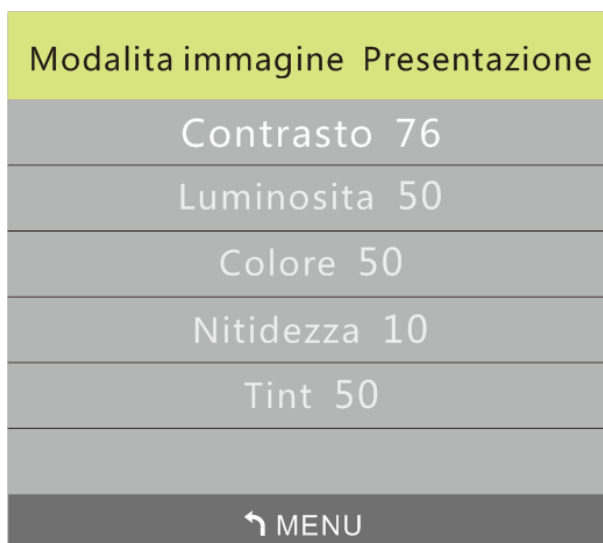 Modalita immagine Presentazione
Contrasto 76
Luminosita 50
Colore 50
Nitidezza 10
Tint 50
MENU